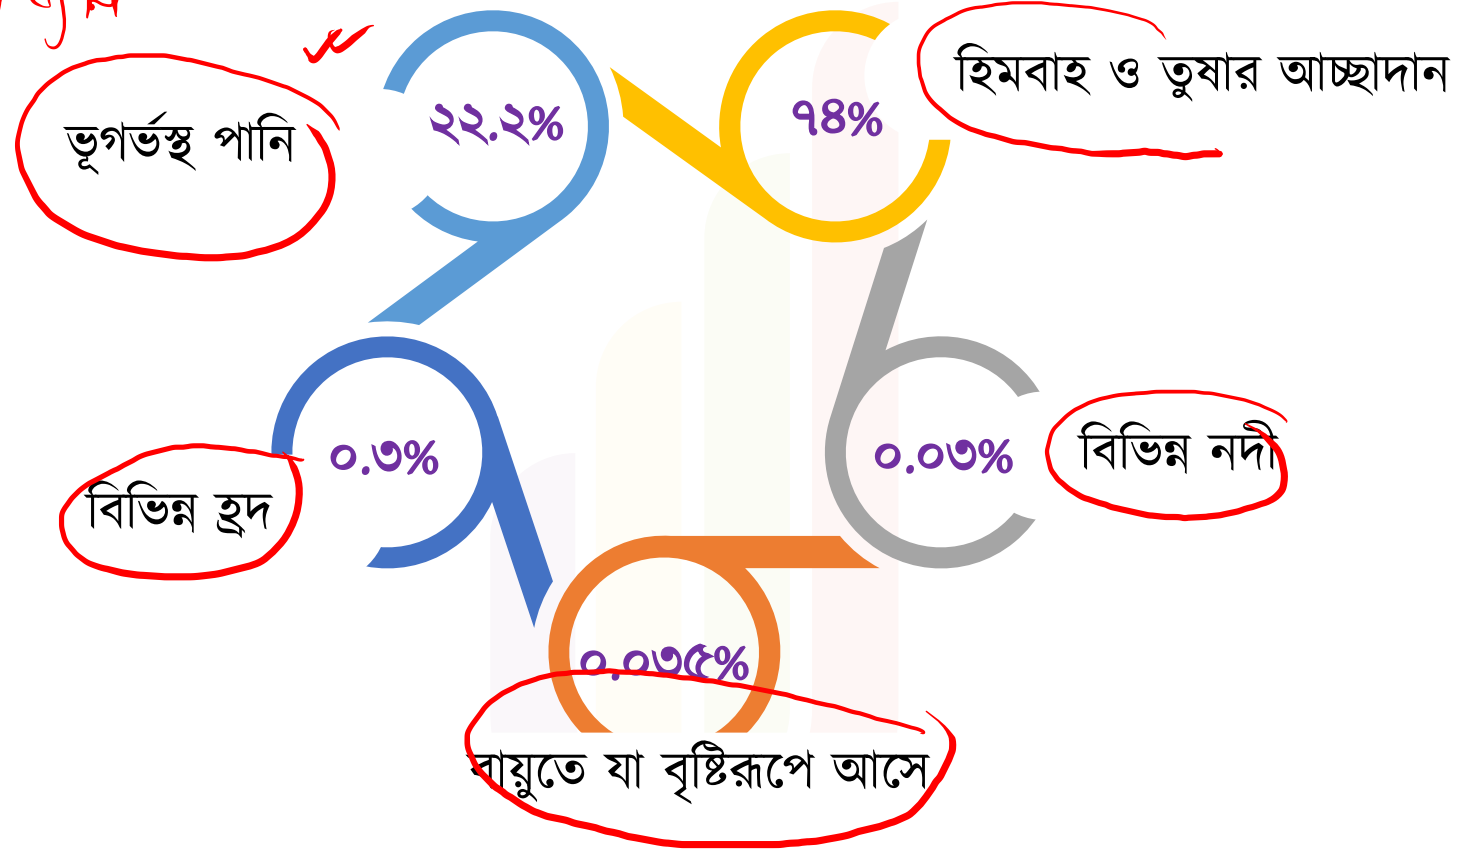 ভূগর্ভস্থ পানি
২২.২%
৭৪%
হিমবাহ ও তুষার আচ্ছাদান
০.৩%
বিভিন্ন হ্রদ
০.০৩%
বিভিন্ন নদী
০.০৩৫%
বায়ুতে যা বৃষ্টিরূপে আসে